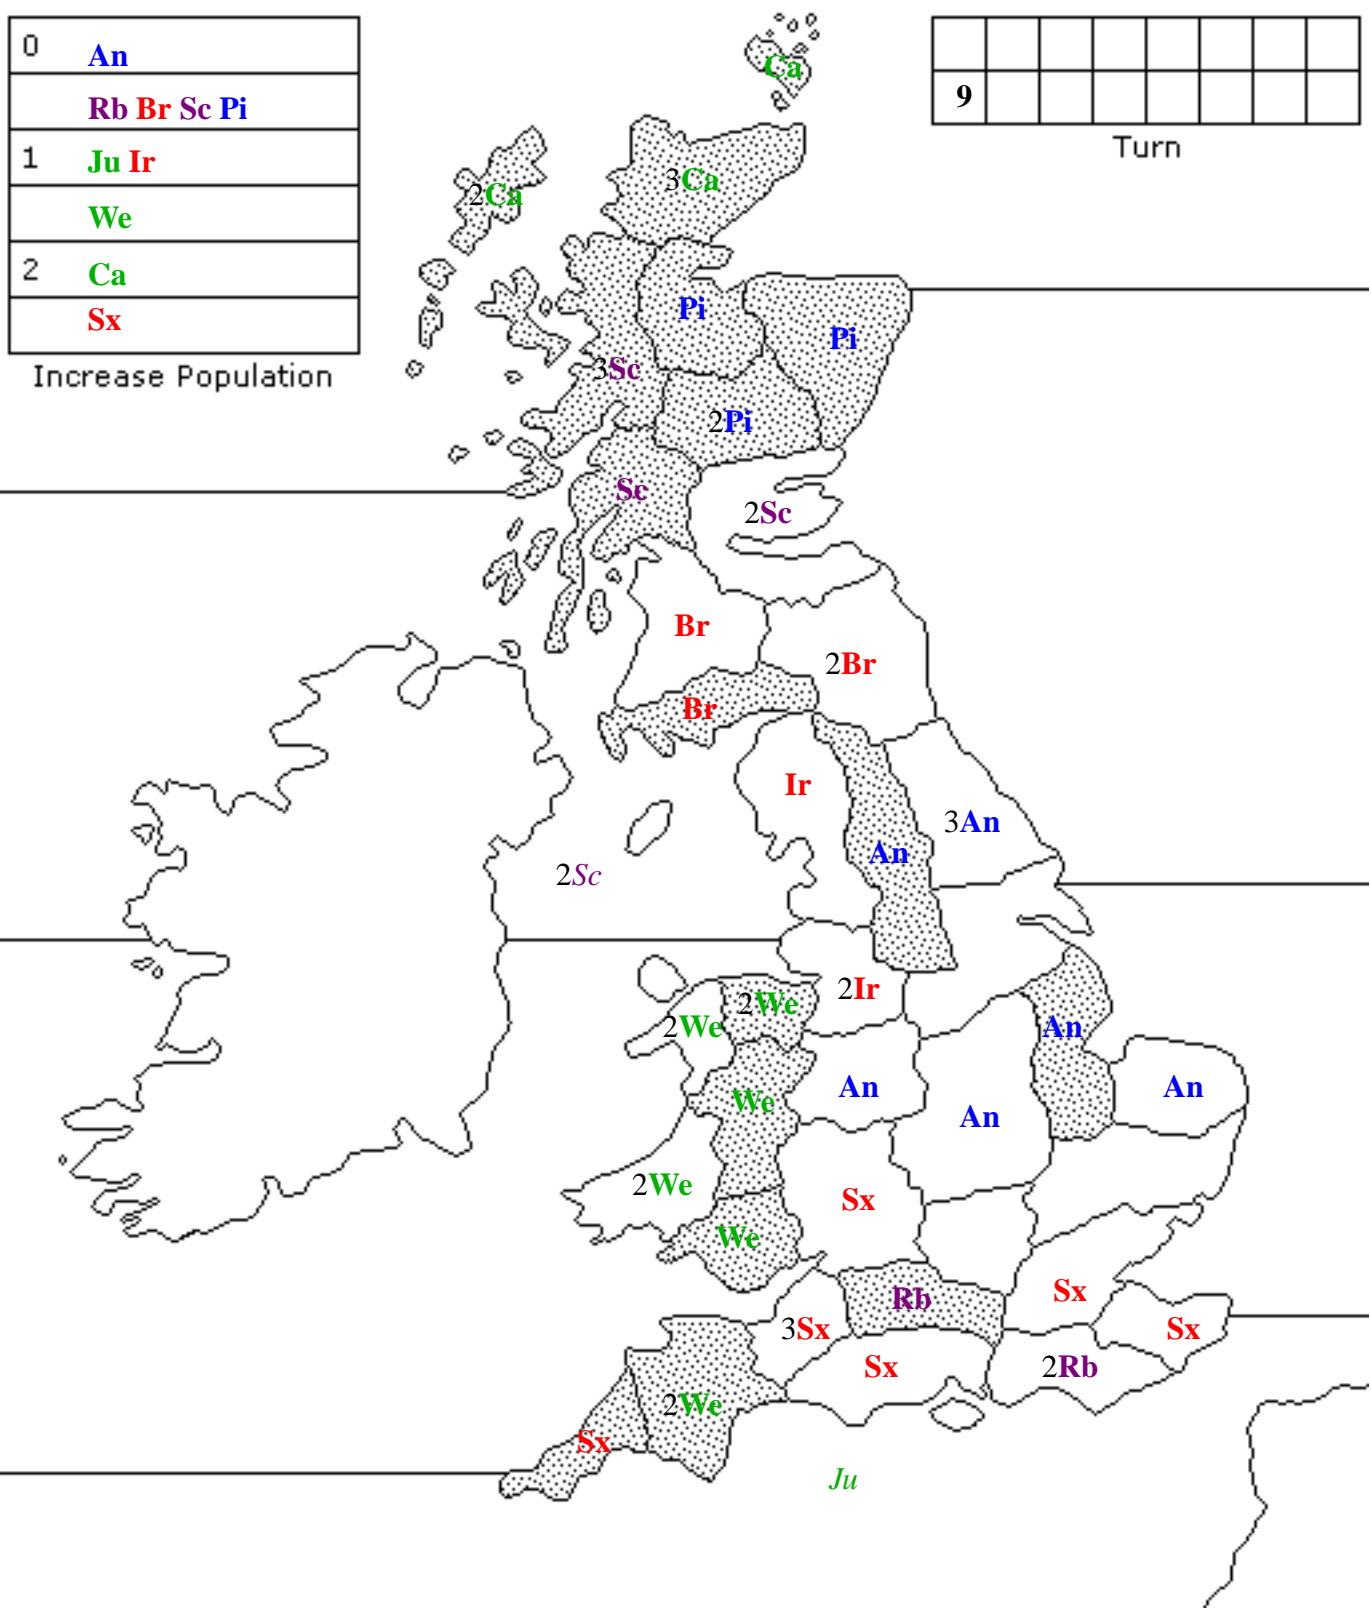 0 An
Rb Br Sc Pi
1 Ju Ir
We
2 Ca
Sx
Increase Population
9
Turn
Ca
3Ca
2Ca
Pi
Pi
3Sc
2Pi
Sc
2Sc
Br
2Br
Br
Ir
3An
An
2Sc
2Ir
2We
2We
An
We
An
An
An
2We
Sx
We
Sx
Rb
3Sx
Sx
Sx
2Rb
2We
Sx
Ju